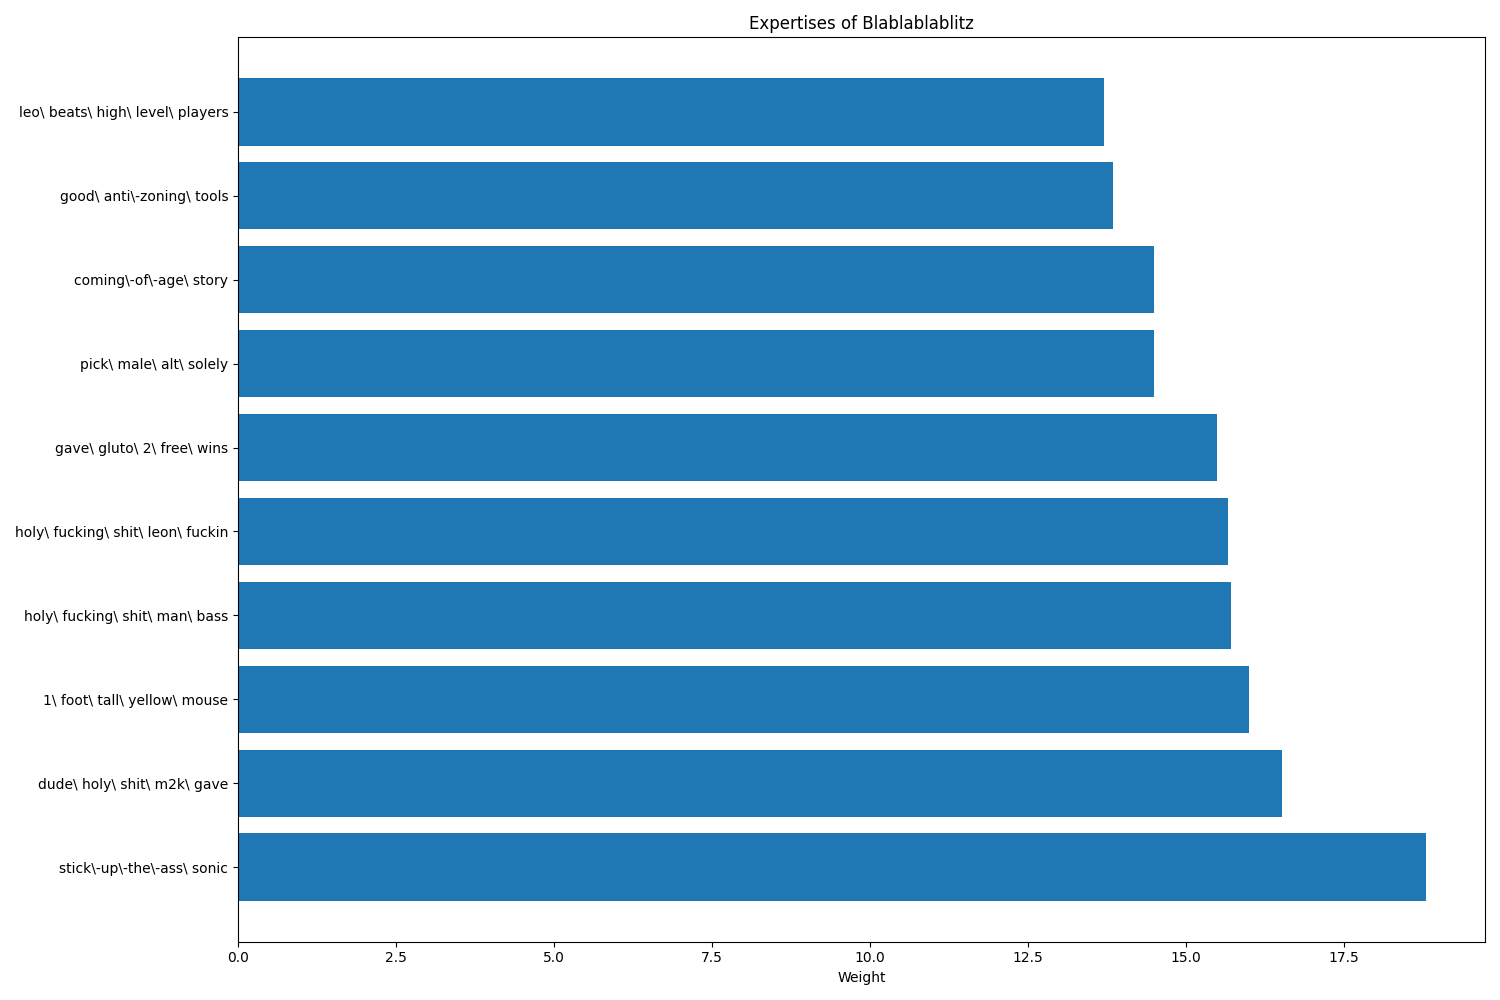 Expertises of Blablablablitz
leo\ beats\ high\ level\ players
good\ anti\-zoning\ tools
coming\-of\-age\ story
pick\ male\ alt\ solely
gave\ gluto\ 2\ free\ wins
holy\ fucking\ shit\ leon\ fuckin
holy\ fucking\ shit\ man\ bass
1\ foot\ tall\ yellow\ mouse
dude\ holy\ shit\ m2k\ gave
stick\-up\-the\-ass\ sonic
0.0 2.5 5.0 7.5 10.0 12.5 15.0 17.5
Weight